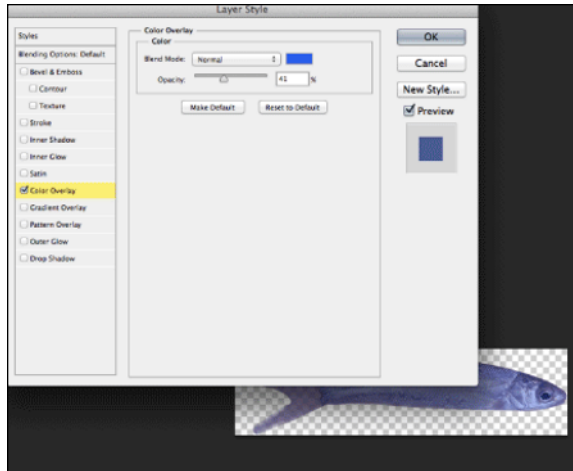 Layer Style
Styles
Blending Options: Default
Bevel & Emboss
Contour
Texture
Stroke
Inner Shadow
Inner Glow
Satin
Color Overlay
Gradient Overlay
Pattern Overlay
Outer Glow
Drop Shadow
Color Overlay
Color
Blend Mode: Normal
Opacity: 41 %
Make Default Reset to Default
OK
Cancel
New Style...
Preview